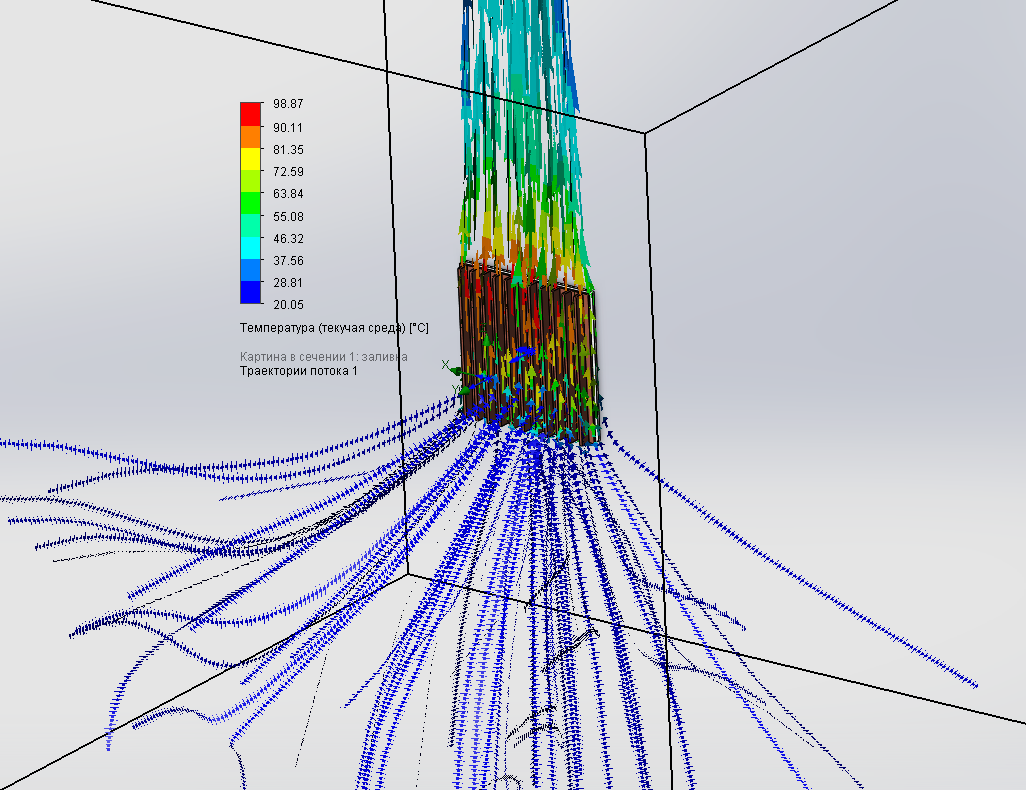 98.87
90.11
81.35
72.59
63.84
55.08
46.32
37.56
28.81
20.05
Температура (текучая среда) [°C]
Картина в сечении 1: заливка
Траектории потока 1
X
Y